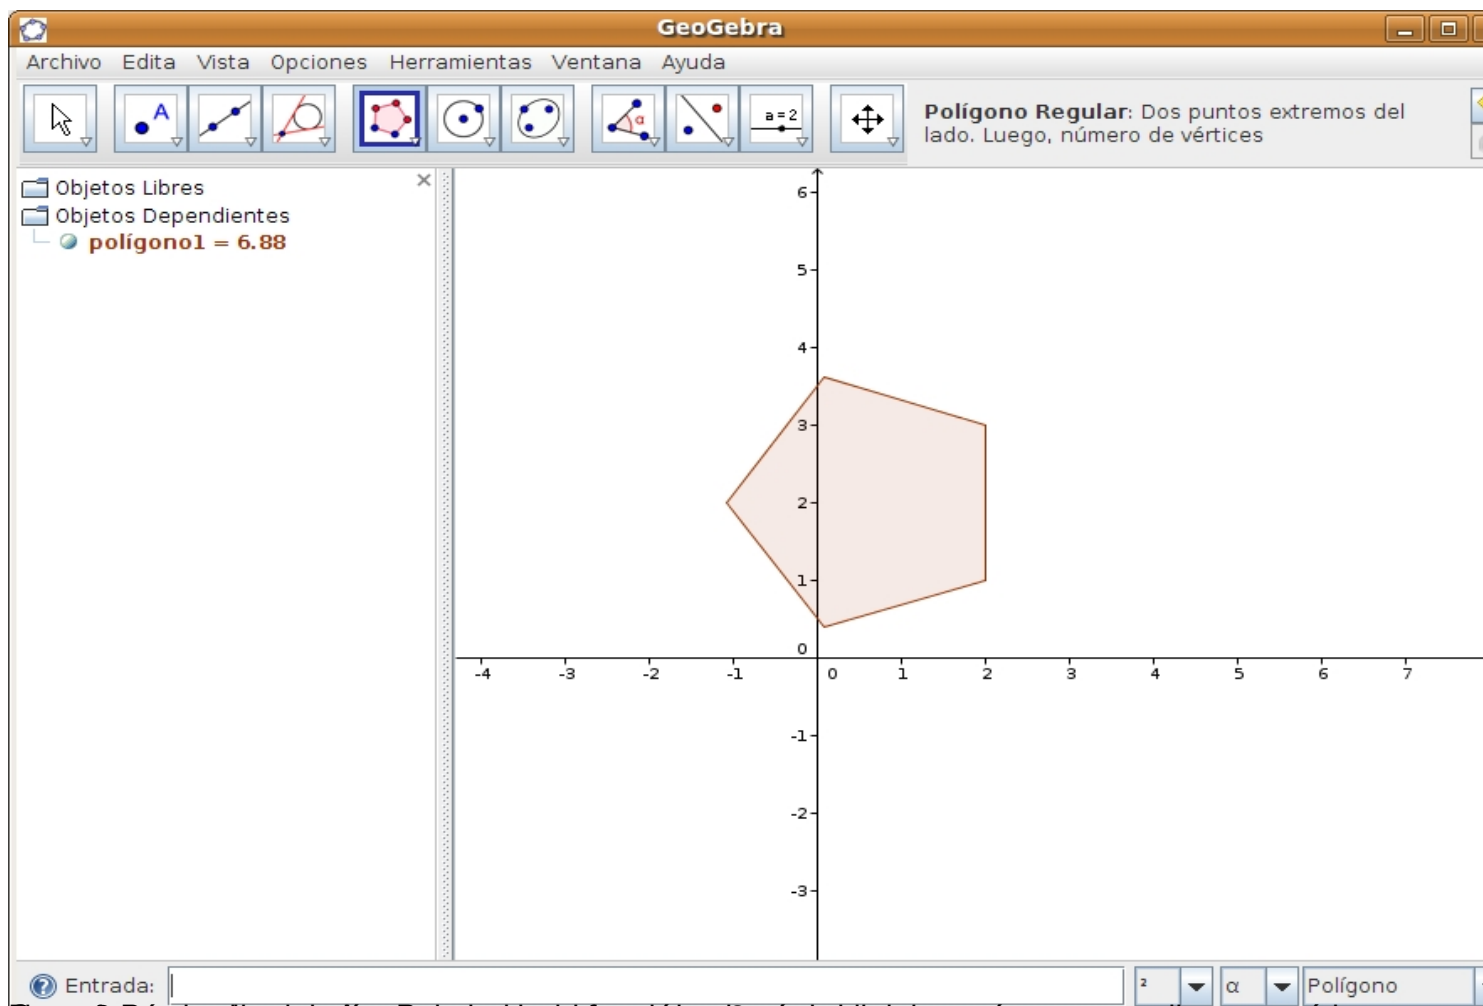 GeoGebra
Archivo Edita Vista Opciones Herramientas Ventana Ayuda
A
α
a=2
Polígono Regular: Dos puntos extremos del
lado. Luego, número de vértices
Objetos Libres
Objetos Dependientes
polígono1 = 6.88
6
5
4
3
2
1
0
-4 -3 -2 -1 0 1 2 3 4 5 6 7
-1
-2
-3
Entrada: ² α Polígono